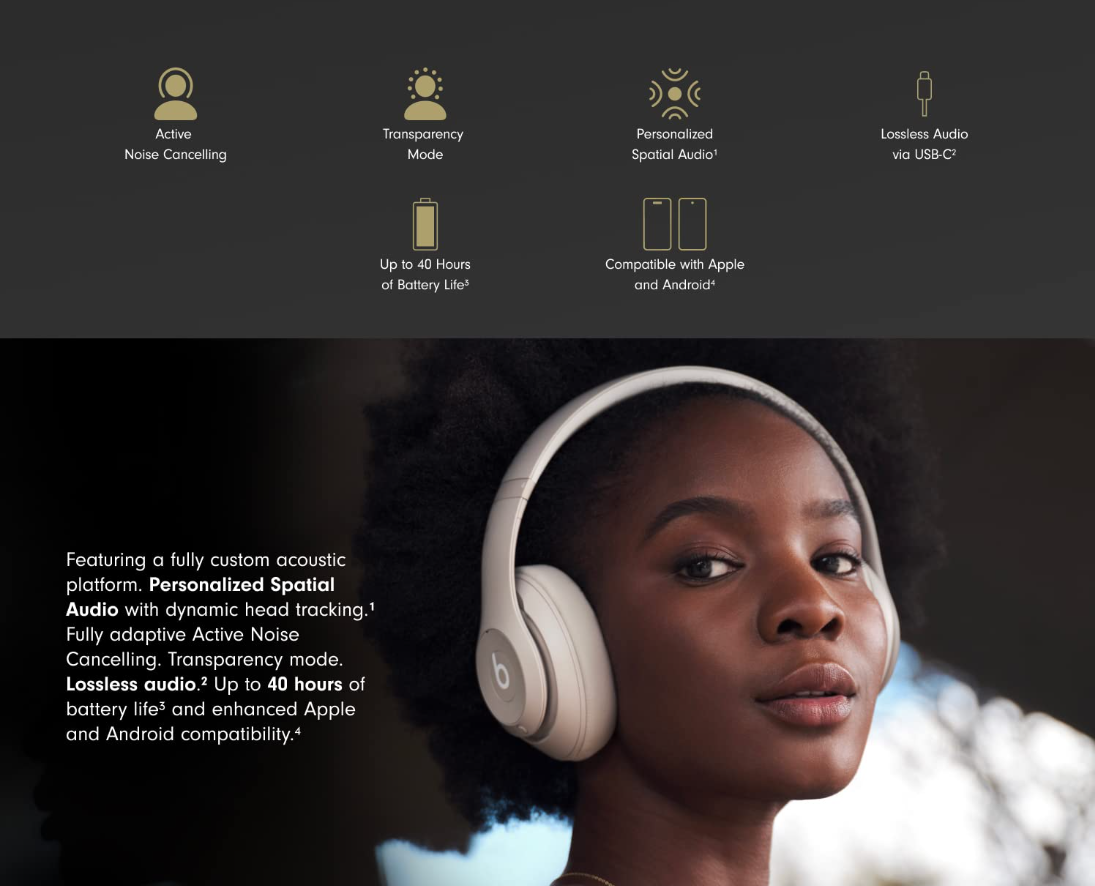 Active
Noise Cancelling
Transparency
Mode
Personalized
Spatial Audio¹
Lossless Audio
via USB-C²
Up to 40 Hours
of Battery Life³
Compatible with Apple
and Android⁴
Featuring a fully custom acoustic
platform. Personalized Spatial
Audio with dynamic head tracking.¹
Fully adaptive Active Noise
Cancelling. Transparency mode.
Lossless audio.² Up to 40 hours of
battery life³ and enhanced Apple
and Android compatibility.⁴
b